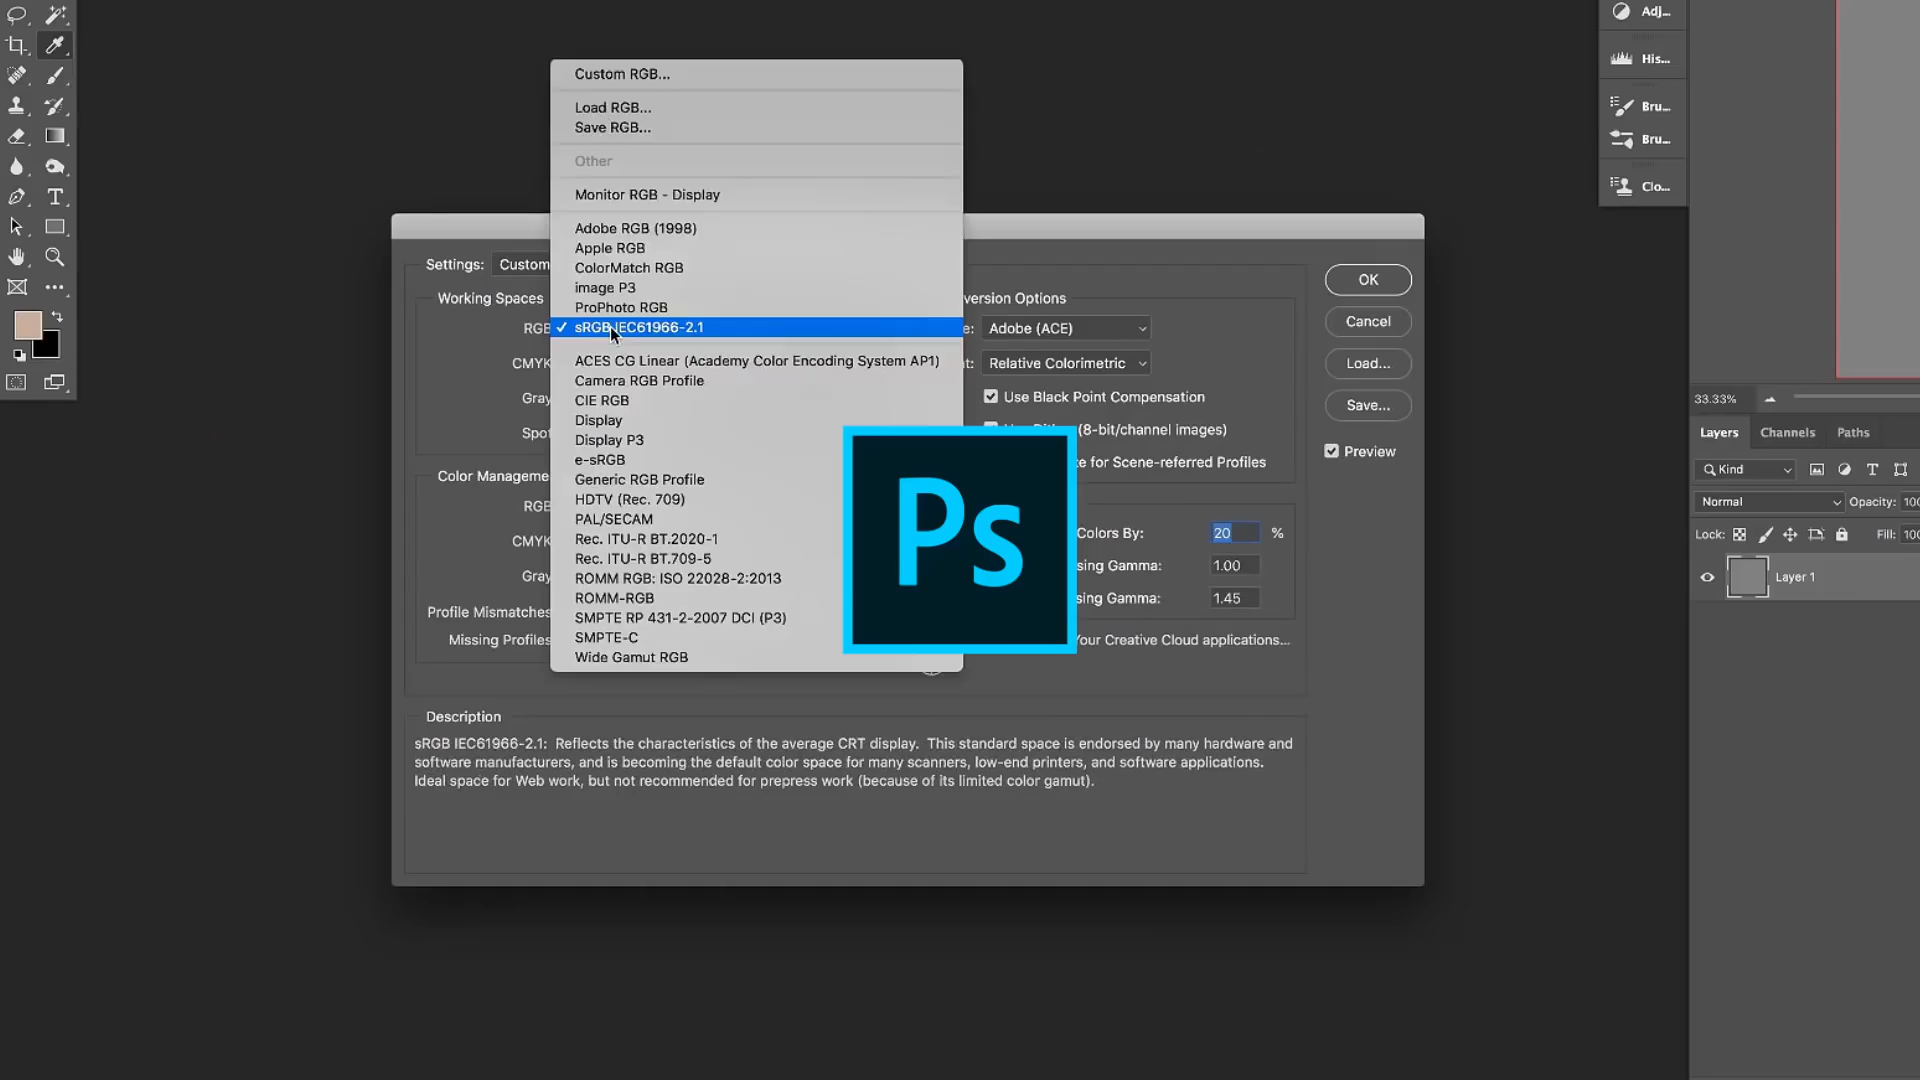 Custom RGB...
Load RGB...
Save RGB...
Other
Monitor RGB - Display
Adobe RGB (1998)
Apple RGB
ColorMatch RGB
image P3
ProPhoto RGB
✓ sRGB IEC61966-2.1
ACES CG Linear (Academy Color Encoding System AP1)
Camera RGB Profile
CIE RGB
Display
Display P3
e-sRGB
Generic RGB Profile
HDTV (Rec. 709)
PAL/SECAM
Rec. ITU-R BT.2020-1
Rec. ITU-R BT.709-5
ROMM RGB: ISO 22028-2:2013
ROMM-RGB
SMPTE RP 431-2-2007 DCI (P3)
SMPTE-C
Wide Gamut RGB
Settings: Custom
Working Spaces
RGB
CMYK
Gray
Spot
Color Manageme
RGB
CMYK
Gray
Profile Mismatches
Missing Profiles
version Options
e: Adobe (ACE)
t: Relative Colorimetric
Use Black Point Compensation
(8-bit/channel images)
te for Scene-referred Profiles
Colors By: 20 %
sing Gamma: 1.00
sing Gamma: 1.45
Your Creative Cloud applications...
Ps
OK
Cancel
Load...
Save...
Preview
Description
sRGB IEC61966-2.1: Reflects the characteristics of the average CRT display. This standard space is endorsed by many hardware and
software manufacturers, and is becoming the default color space for many scanners, low-end printers, and software applications.
Ideal space for Web work, but not recommended for prepress work (because of its limited color gamut).
Adj...
His...
Bru...
Bru...
Clo...
33.33%
Layers Channels Paths
Kind
Normal Opacity: 100
Lock: Fill: 100
Layer 1